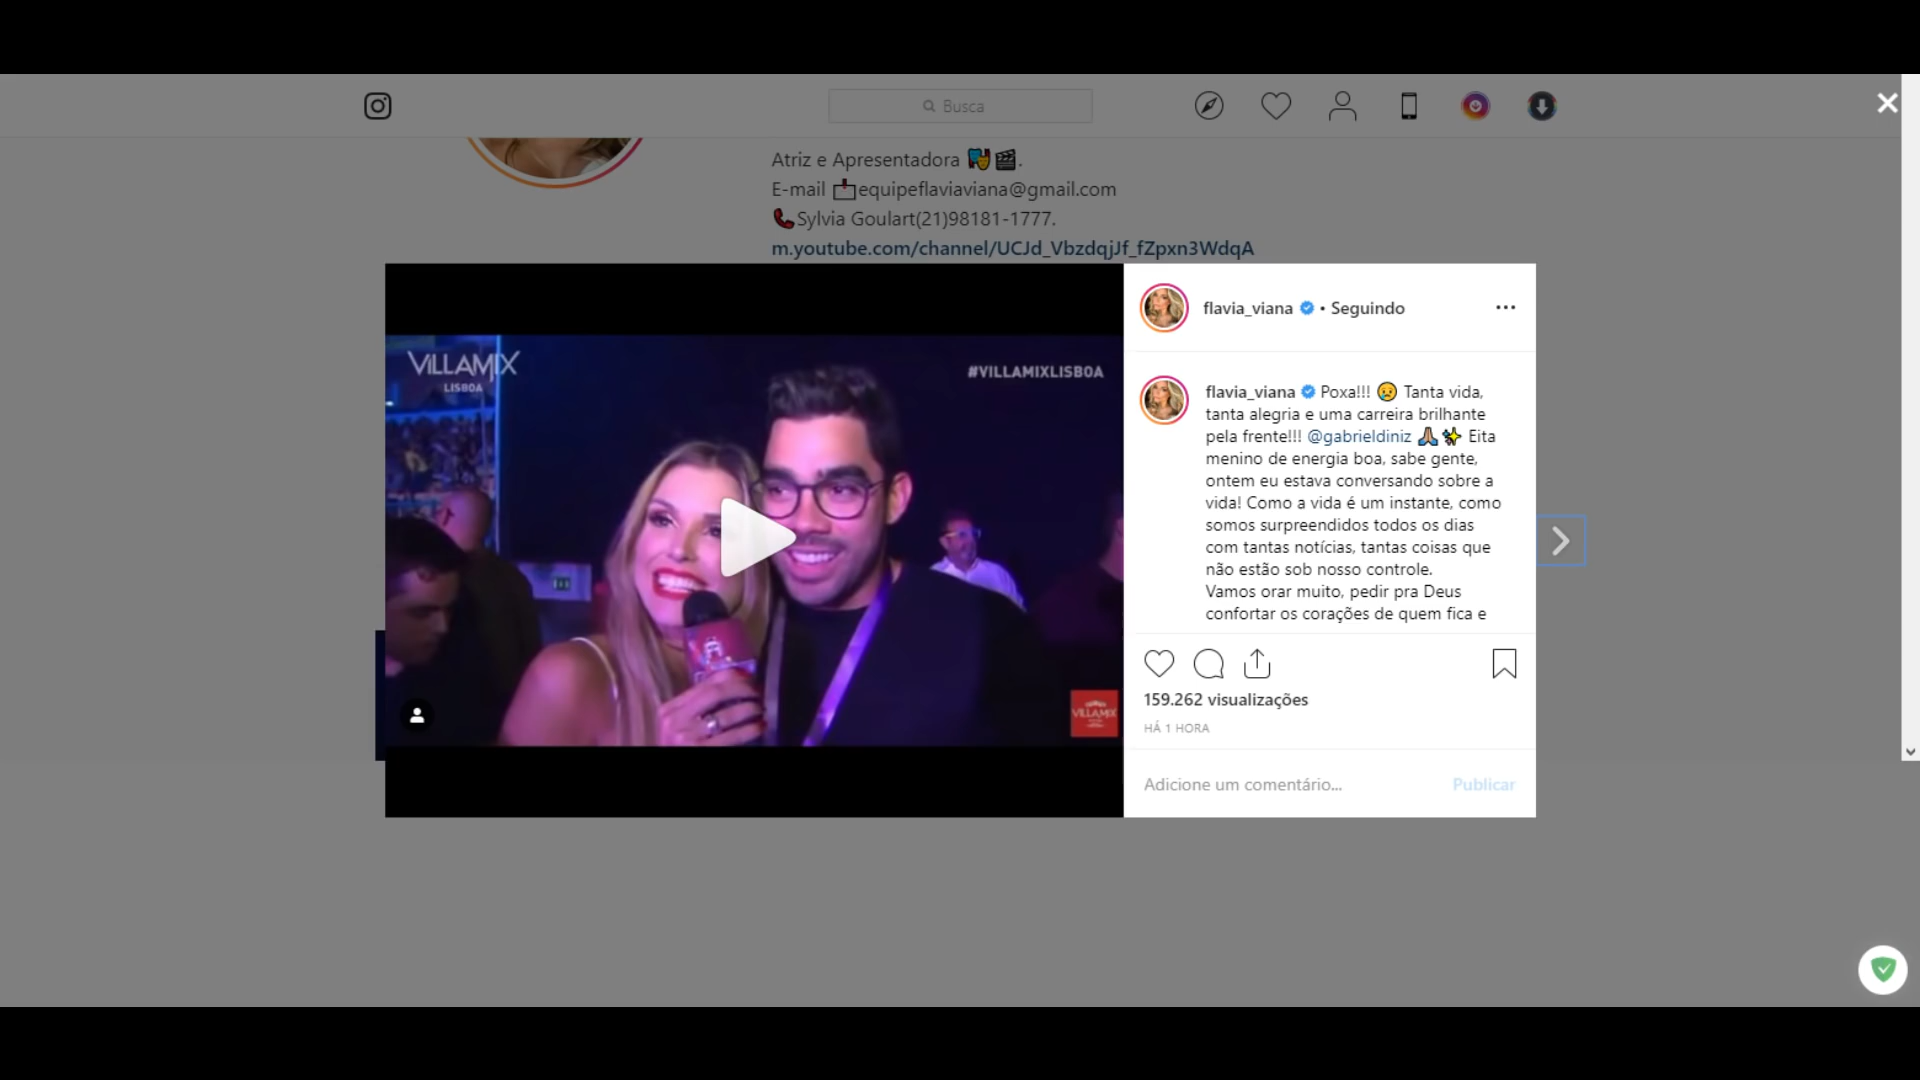 Busca
Atriz e Apresentadora 🎭🎬.
E-mail 📩equipeflaviaviana@gmail.com
📞Sylvia Goulart(21)98181-1777.
m.youtube.com/channel/UCJd_VbzdqjJf_fZpxn3WdqA
VILLAMIX
LISBOA
#VILLAMIXLISBOA
VILLAMIX
flavia_viana • Seguindo
flavia_viana Poxa!!! 😥 Tanta vida,
tanta alegria e uma carreira brilhante
pela frente!!! @gabrieldiniz 🙏🏼✨ Eita
menino de energia boa, sabe gente,
ontem eu estava conversando sobre a
vida! Como a vida é um instante, como
somos surpreendidos todos os dias
com tantas notícias, tantas coisas que
não estão sob nosso controle.
Vamos orar muito, pedir pra Deus
confortar os corações de quem fica e
159.262 visualizações
HÁ 1 HORA
Adicione um comentário... Publicar